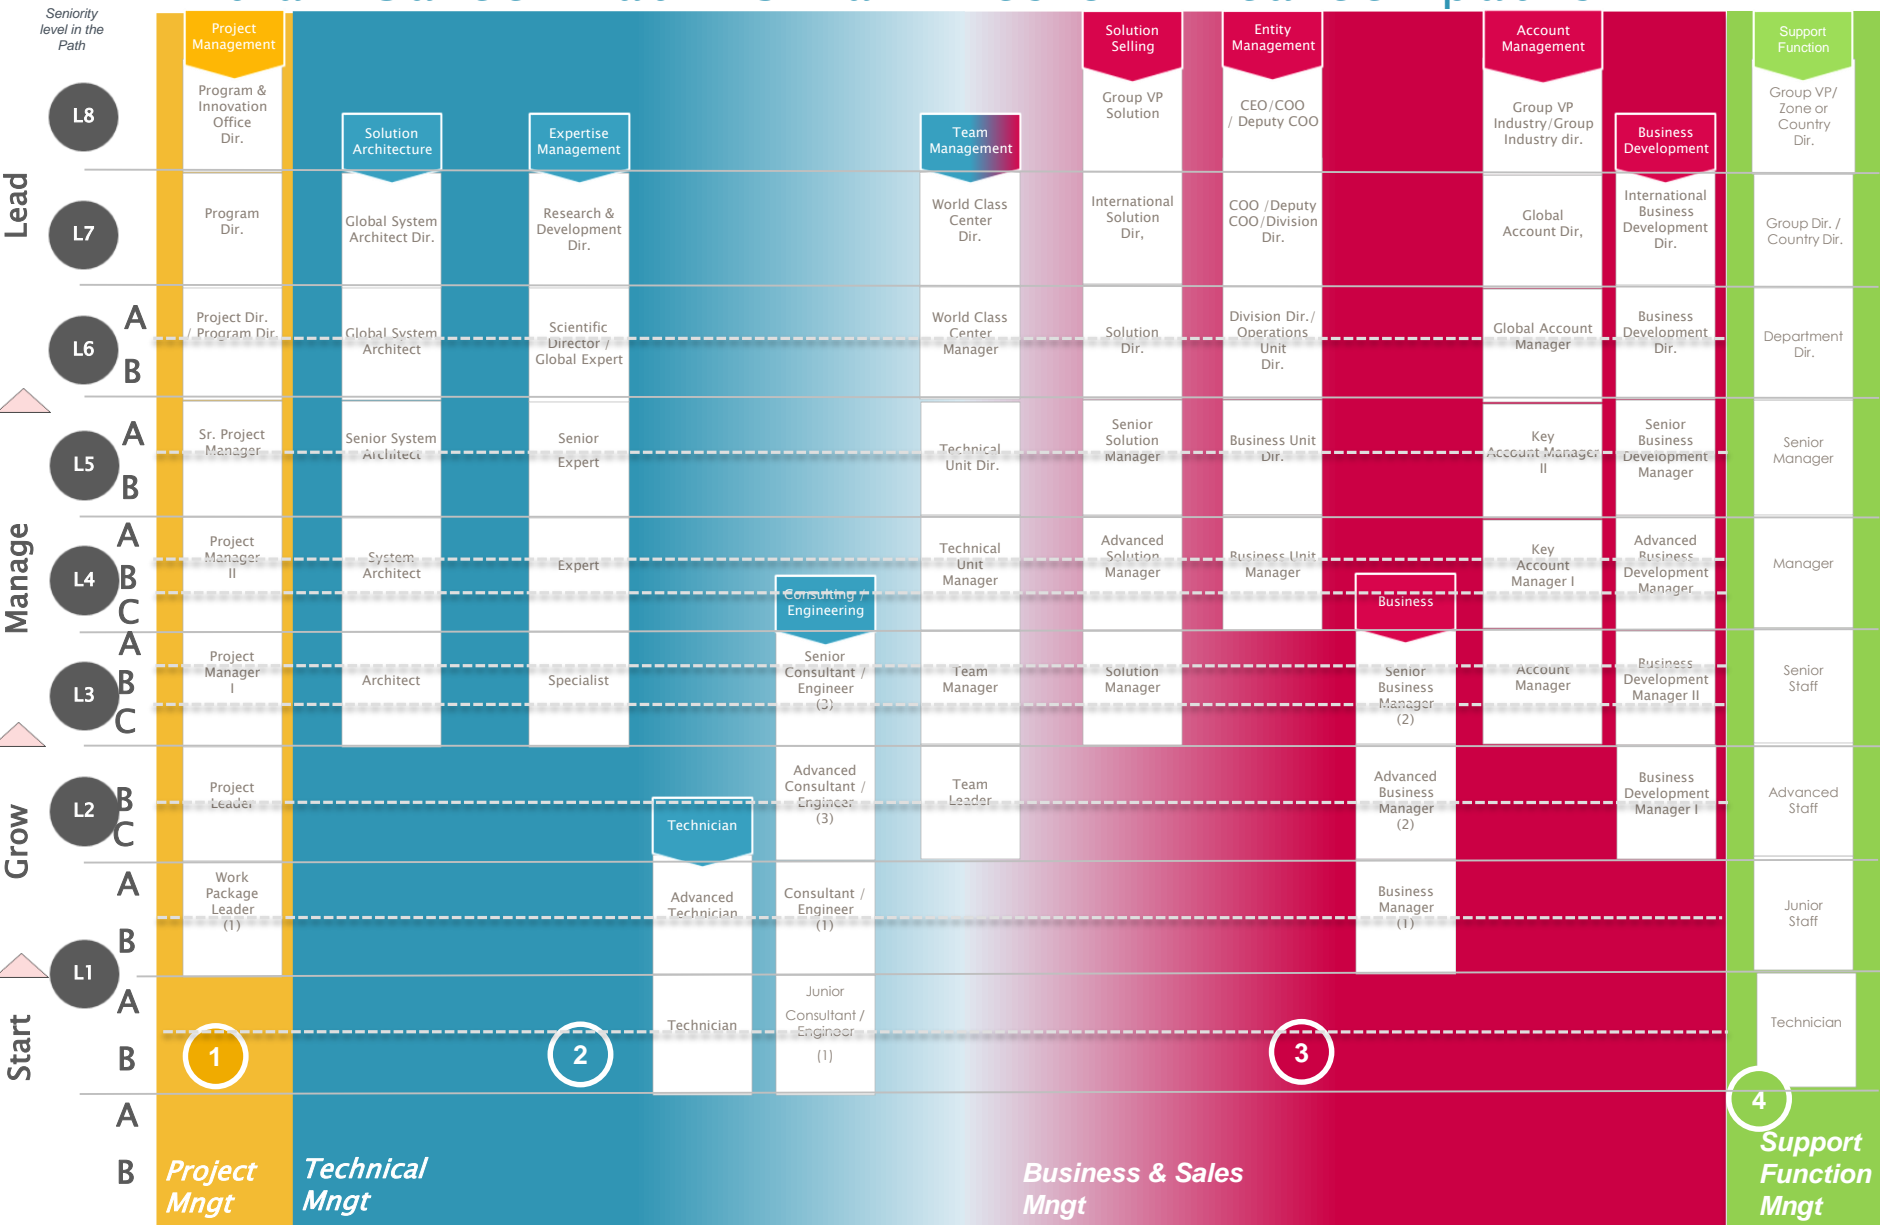 Seniority
level in the
Path
Lead
Manage
Grow
Start
L8
L7
L6
A
B
L5
A
B
L4
A
B
C
L3
A
B
C
L2
B
C
A
B
L1
A
B
A
B
Project
Management
Program &
Innovation
Office
Dir.
Program
Dir.
Project Dir.
/ Program Dir.
Sr. Project
Manager
Project
Manager
II
Project
Manager
I
Project
Leader
Work
Package
Leader
(1)
1
Project
Mngt
Solution
Architecture
Global System
Architect Dir.
Global System
Architect
Senior System
Architect
System
Architect
Architect
Expertise
Management
Research &
Development
Dir.
Scientific
Director /
Global Expert
Senior
Expert
Expert
Specialist
2
Technical
Mngt
Technician
Advanced
Technician
Technician
Consulting /
Engineering
Senior
Consultant /
Engineer
(3)
Advanced
Consultant /
Engineer
(3)
Consultant /
Engineer
(1)
Junior
Consultant /
Engineer
(1)
Team
Management
World Class
Center
Dir.
World Class
Center
Manager
Technical
Unit Dir.
Technical
Unit
Manager
Team
Manager
Team
Leader
Solution
Selling
Group VP
Solution
International
Solution
Dir,
Solution
Dir.
Senior
Solution
Manager
Advanced
Solution
Manager
Solution
Manager
Entity
Management
CEO/COO
/ Deputy COO
COO /Deputy
COO/Division
Dir.
Division Dir./
Operations
Unit
Dir.
Business Unit
Dir.
Business Unit
Manager
Business
Senior
Business
Manager
(2)
Advanced
Business
Manager
(2)
Business
Manager
(1)
3
Business & Sales
Mngt
Account
Management
Group VP
Industry/Group
Industry dir.
Global
Account Dir,
Global Account
Manager
Key
Account Manager
II
Key
Account
Manager I
Account
Manager
Business
Development
International
Business
Development
Dir.
Business
Development
Dir.
Senior
Business
Development
Manager
Advanced
Business
Development
Manager
Business
Development
Manager II
Business
Development
Manager I
Support
Function
Group VP/
Zone or
Country
Dir.
Group Dir. /
Country Dir.
Department
Dir.
Senior
Manager
Manager
Senior
Staff
Advanced
Staff
Junior
Staff
Technician
4
Support
Function
Mngt